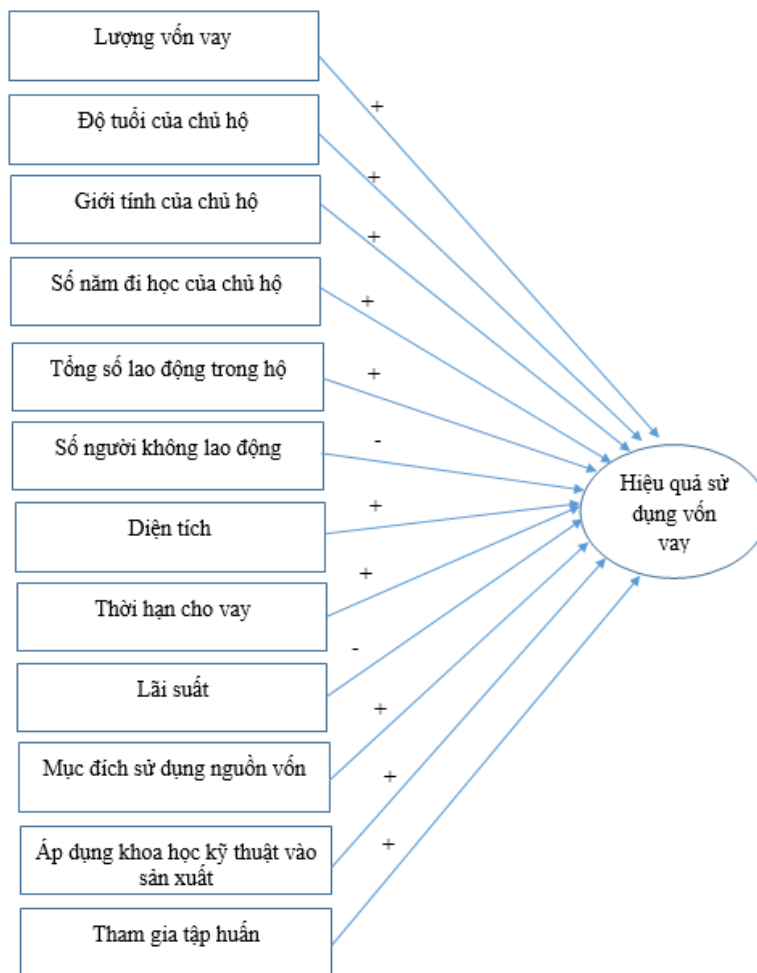 Lượng vốn vay
+
Độ tuổi của chủ hộ
+
Giới tính của chủ hộ
+
Số năm đi học của chủ hộ
+
Tổng số lao động trong hộ
+
Số người không lao động
-
Diện tích
+
Thời hạn cho vay
+
Lãi suất
-
Mục đích sử dụng nguồn vốn
+
Áp dụng khoa học kỹ thuật vào
sản xuất
+
Tham gia tập huấn
+
Hiệu quả sử
dụng vốn
vay